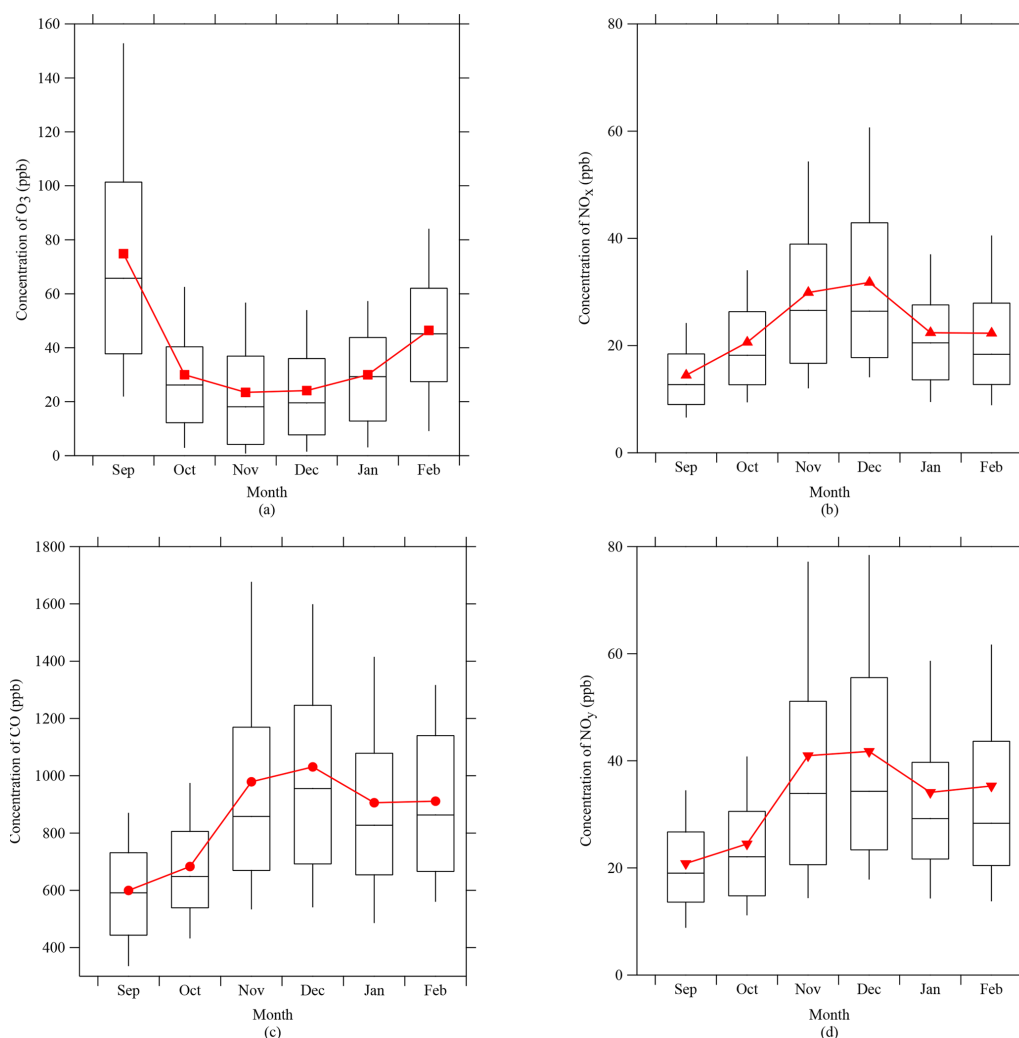 160
140
120
100
80
60
40
20
0
Concentration of O3 (ppb)
Sep Oct Nov Dec Jan Feb
Month
(a)
80
60
40
20
0
Concentration of NOX (ppb)
Sep Oct Nov Dec Jan Feb
Month
(b)
1800
1600
1400
1200
1000
800
600
400
Concentration of CO (ppb)
Sep Oct Nov Dec Jan Feb
Month
(c)
80
60
40
20
0
Concentration of NOy (ppb)
Sep Oct Nov Dec Jan Feb
Month
(d)